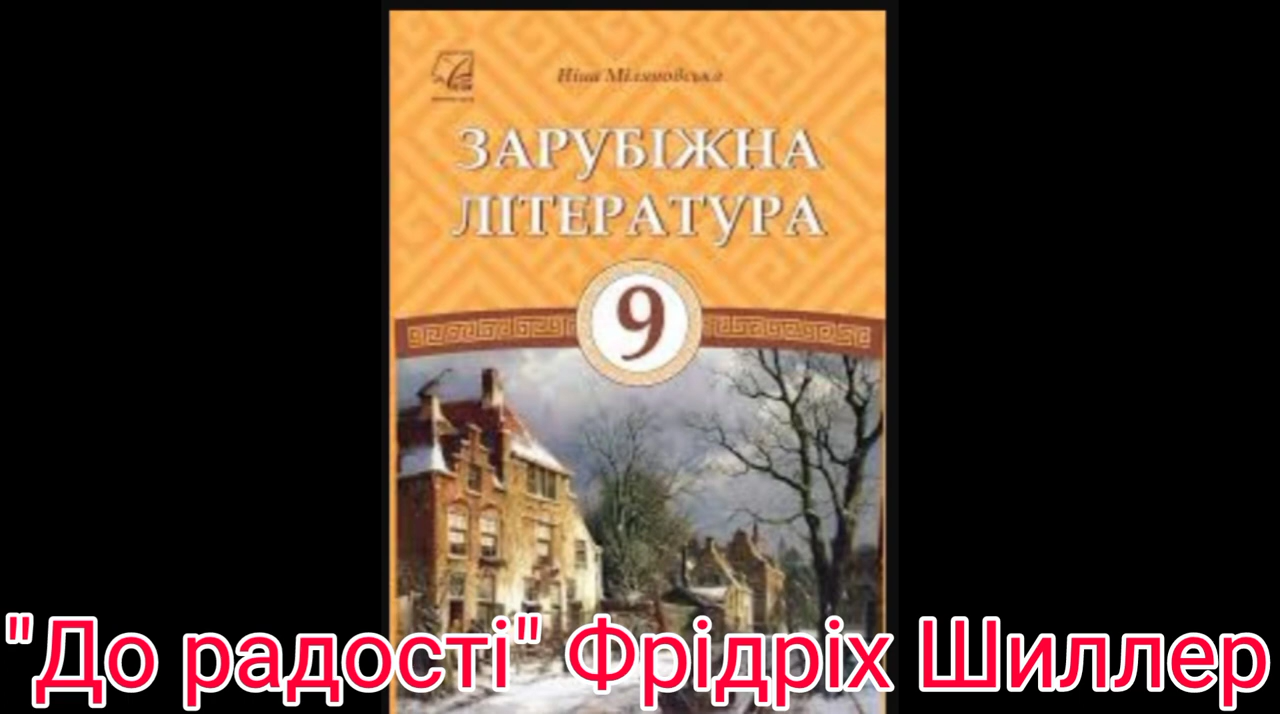 Ніна Міляновська
ЗАРУБІЖНА
ЛІТЕРАТУРА
9
"До радості" Фрідріх Шиллер